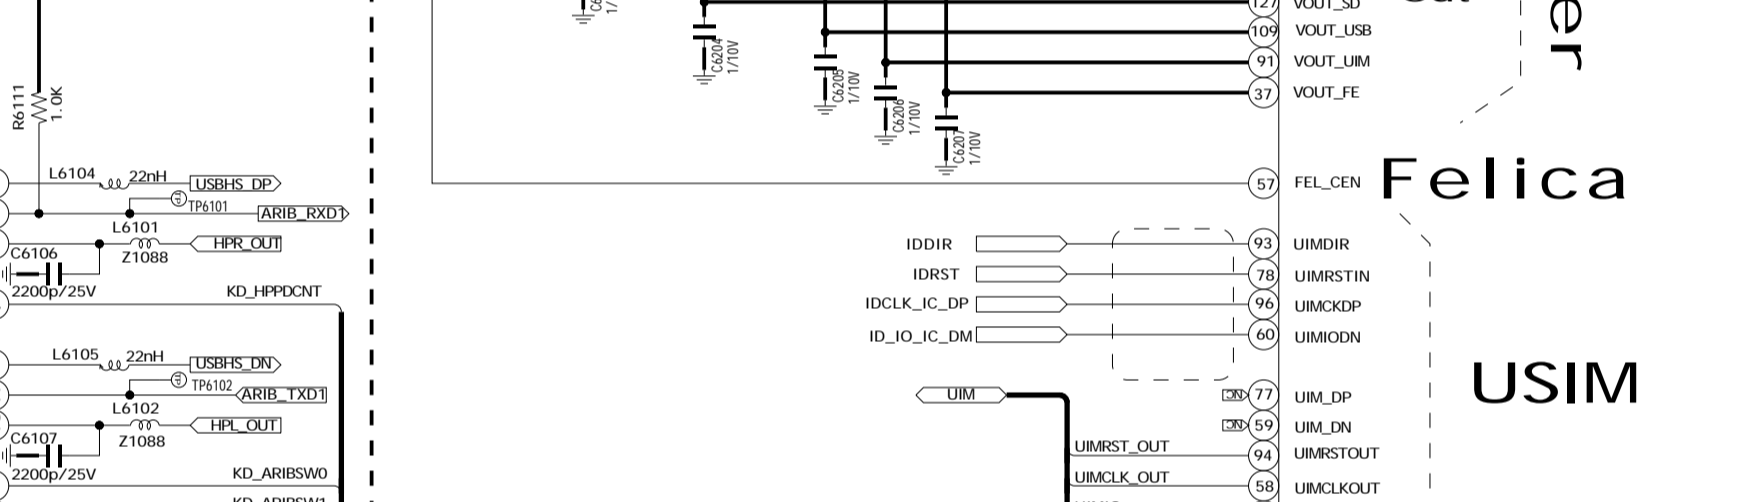 127 VOUT_SD
109 VOUT_USB
91 VOUT_UIM
37 VOUT_FE
er
C6204
1/10V
C6205
1/10V
C6206
1/10V
C6207
1/10V
R6111
1.0K
57 FEL_CEN
Felica
L6104 22nH USBHS_DP
TP6101
ARIB_RXD1
L6101
HPR_OUT
Z1088
C6106
2200p/25V
KD_HPPDCNT
L6105 22nH USBHS_DN
TP6102
ARIB_TXD1
L6102
HPL_OUT
Z1088
C6107
2200p/25V
KD_ARIBSW0
KD_ARIBSW1
IDDIR 93 UIMDIR
IDRST 78 UIMRSTIN
IDCLK_IC_DP 96 UIMCKDP
ID_IO_IC_DM 60 UIMIODN
USIM
UIM
NC 77 UIM_DP
NC 59 UIM_DN
UIMRST_OUT 94 UIMRSTOUT
UIMCLK_OUT 58 UIMCLKOUT